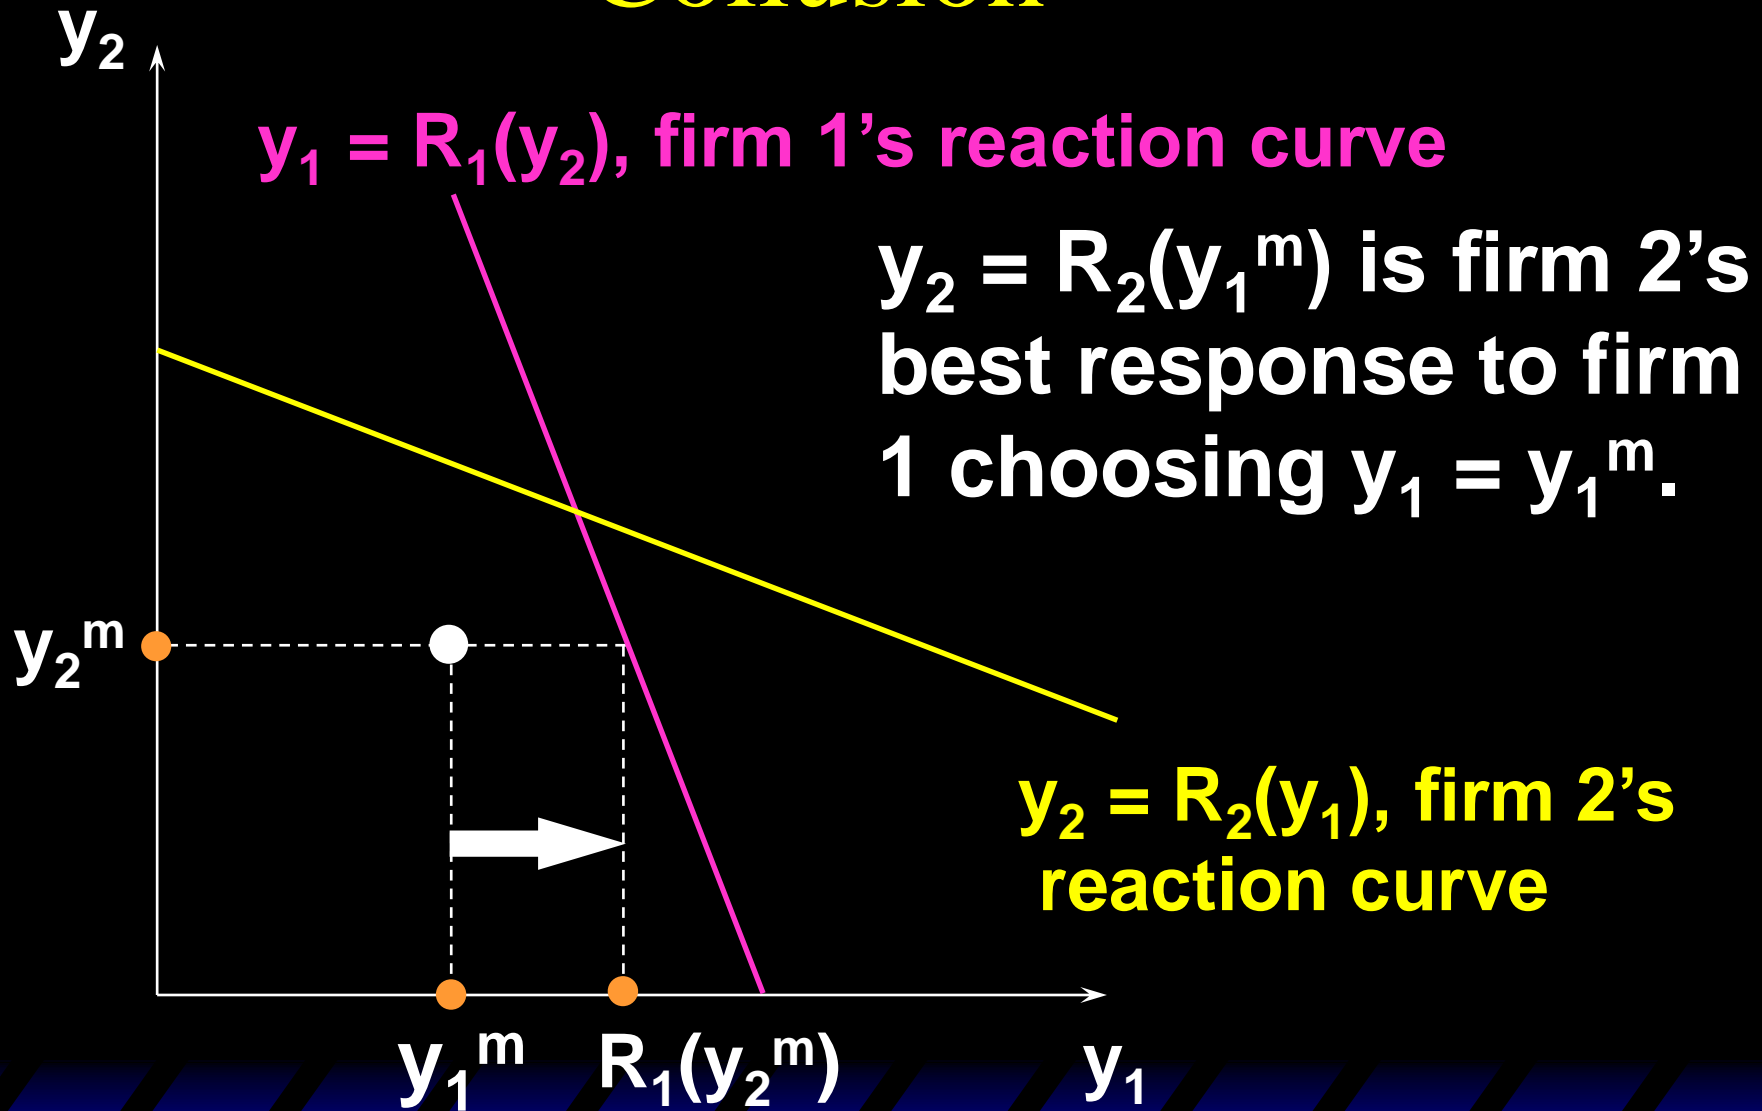 Collusion
y₂
y₁ = R₁(y₂), firm 1’s reaction curve
y₂ = R₂(y₁ᵐ) is firm 2’s
best response to firm
1 choosing y₁ = y₁ᵐ.
y₂ᵐ
y₂ = R₂(y₁), firm 2’s
reaction curve
y₁ᵐ R₁(y₂ᵐ) y₁